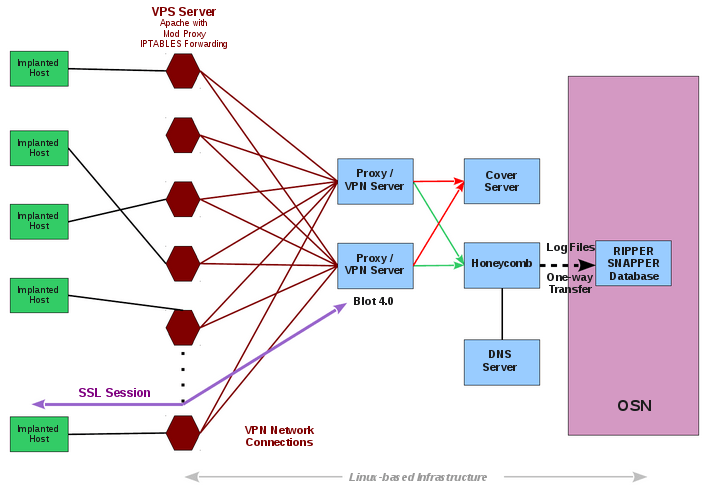 VPS Server
Apache with
Mod Proxy
IPTABLES Forwarding
Implanted
Host
Implanted
Host
Implanted
Host
Implanted
Host
Implanted
Host
Proxy /
VPN Server
Proxy /
VPN Server
Blot 4.0
Cover
Server
Honeycomb
DNS
Server
Log Files
One-way
Transfer
RIPPER
SNAPPER
Database
OSN
SSL Session
VPN Network
Connections
Linux-based Infrastructure